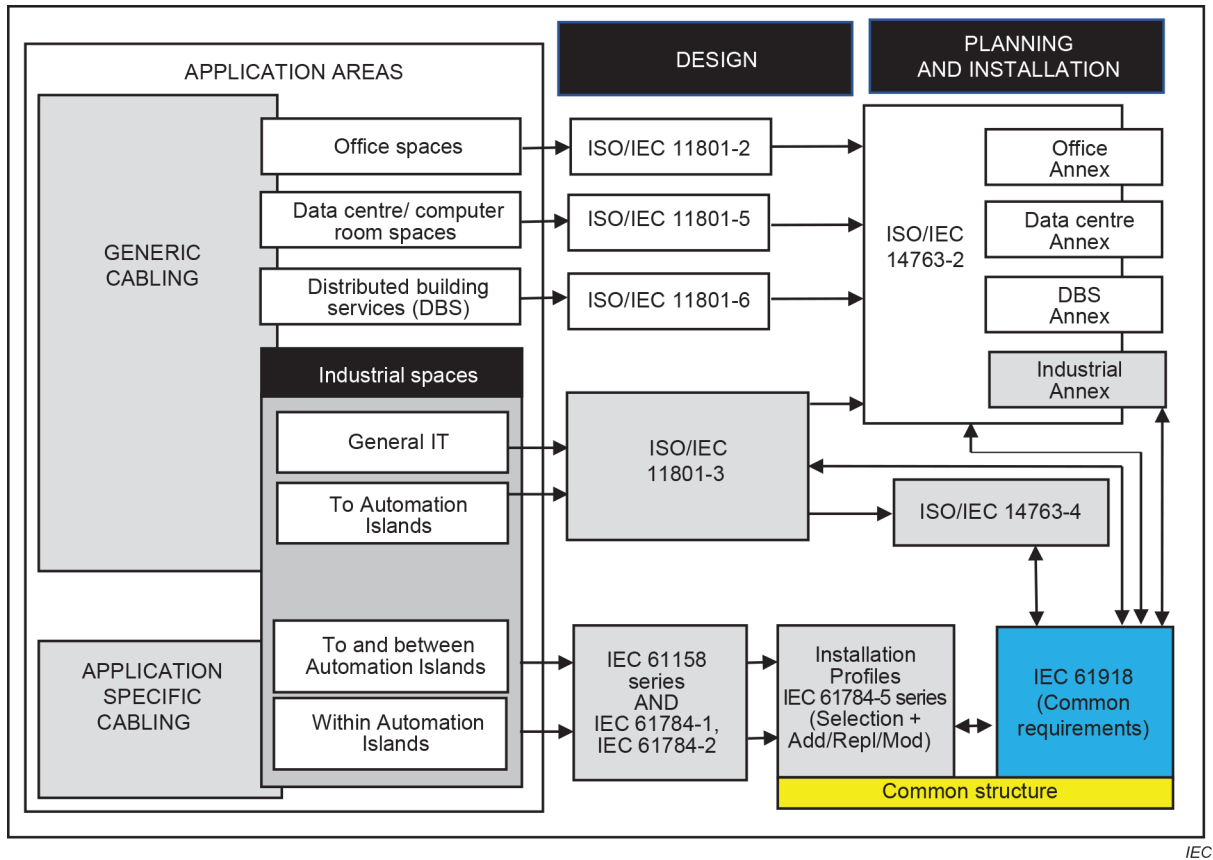 APPLICATION AREAS
DESIGN
PLANNING
AND INSTALLATION
GENERIC
CABLING
Office spaces
Data centre/ computer
room spaces
Distributed building
services (DBS)
Industrial spaces
General IT
To Automation
Islands
APPLICATION
SPECIFIC
CABLING
To and between
Automation Islands
Within Automation
Islands
ISO/IEC 11801-2
ISO/IEC 11801-5
ISO/IEC 11801-6
ISO/IEC
11801-3
IEC 61158
series
AND
IEC 61784-1,
IEC 61784-2
ISO/IEC
14763-2
Office
Annex
Data centre
Annex
DBS
Annex
Industrial
Annex
ISO/IEC 14763-4
Installation
Profiles
IEC 61784-5 series
(Selection +
Add/Repl/Mod)
IEC 61918
(Common
requirements)
Common structure
IEC